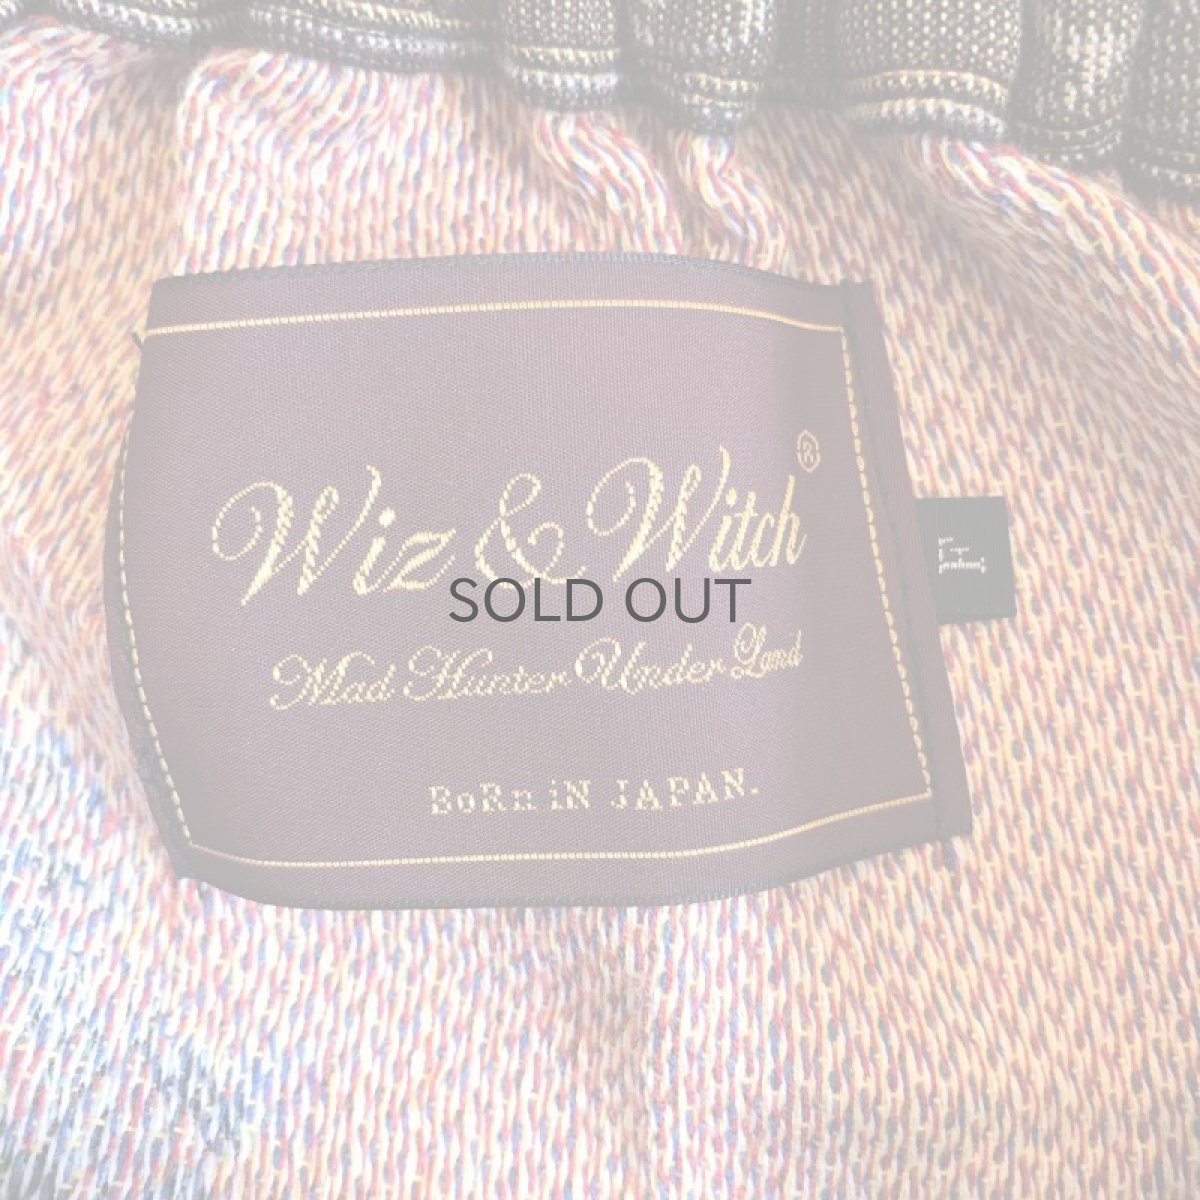 Wiz & Witch®
SOLD OUT
Mad Hunter Under Land
BoRn iN JAPAN.
F